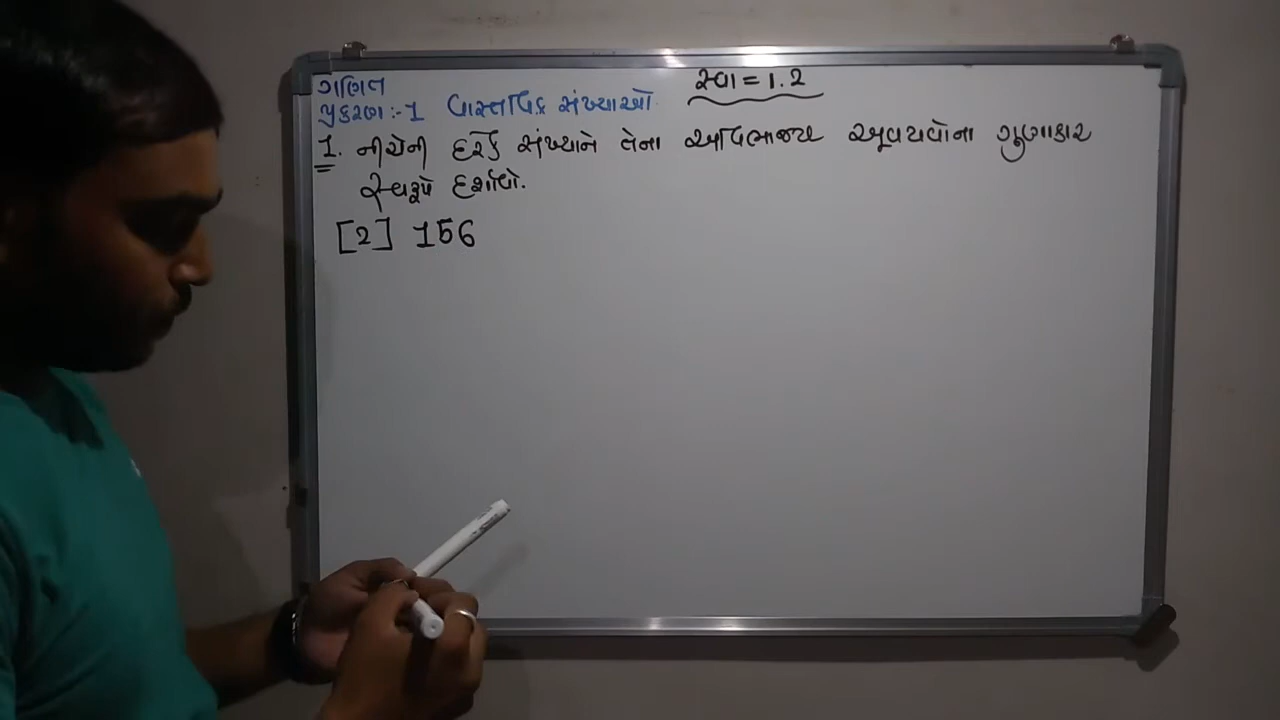 ગણિત
પ્રકરણ:-1 વાસ્તવિક સંખ્યાઓ
સ્વા = 1.2
1. નીચેની દરેક સંખ્યાને તેના અવિભાજ્ય અવયવોના ગુણાકાર
સ્વરૂપે દર્શાવો.
[2] 156